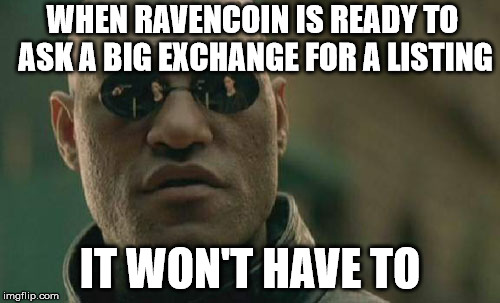 WHEN RAVENCOIN IS READY TO
ASK A BIG EXCHANGE FOR A LISTING
IT WON'T HAVE TO
imgflip.com